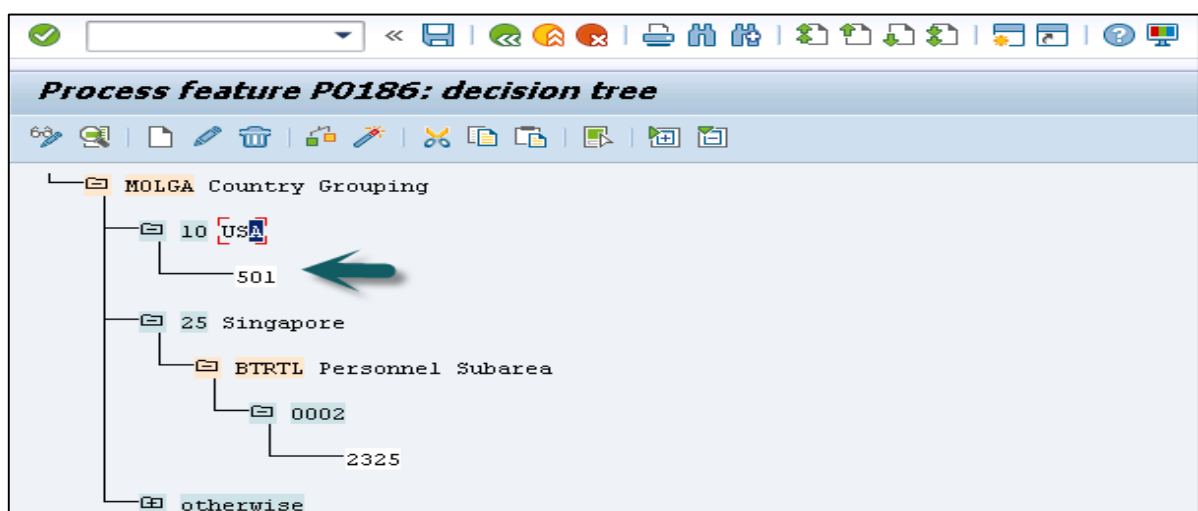 Process feature P0186: decision tree
MOLGA Country Grouping
10 USA
501
25 Singapore
BTRTL Personnel Subarea
0002
2325
otherwise